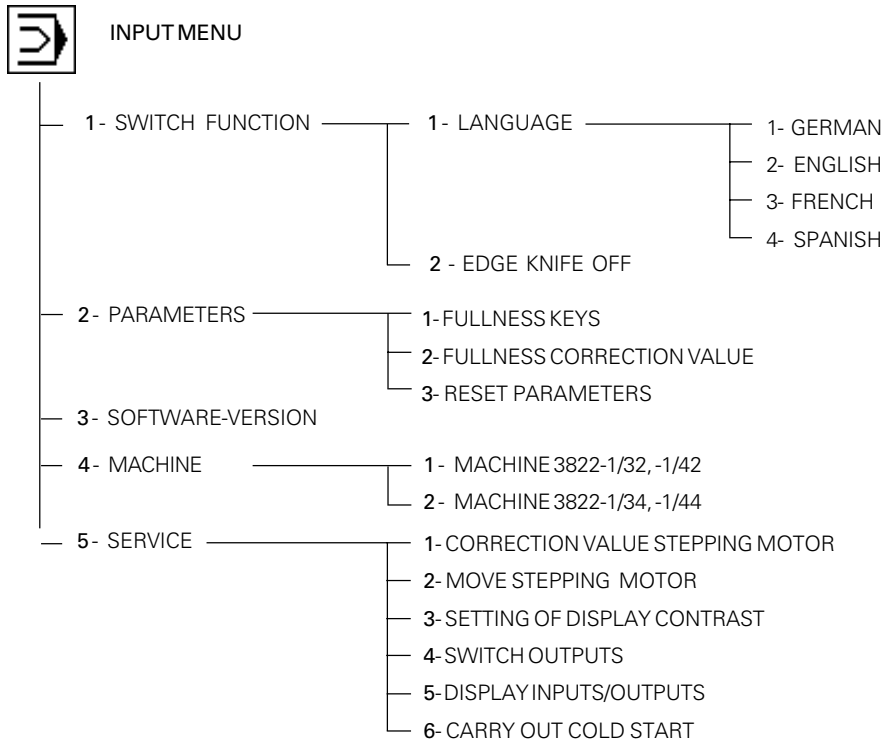 INPUT MENU
1 - SWITCH FUNCTION
1 - LANGUAGE
1- GERMAN
2- ENGLISH
3- FRENCH
4- SPANISH
2 - EDGE KNIFE OFF
2 - PARAMETERS
1- FULLNESS KEYS
2- FULLNESS CORRECTION VALUE
3- RESET PARAMETERS
3 - SOFTWARE-VERSION
4 - MACHINE
1 - MACHINE 3822-1/32, -1/42
2 - MACHINE 3822-1/34, -1/44
5 - SERVICE
1- CORRECTION VALUE STEPPING MOTOR
2- MOVE STEPPING MOTOR
3- SETTING OF DISPLAY CONTRAST
4- SWITCH OUTPUTS
5- DISPLAY INPUTS/OUTPUTS
6- CARRY OUT COLD START